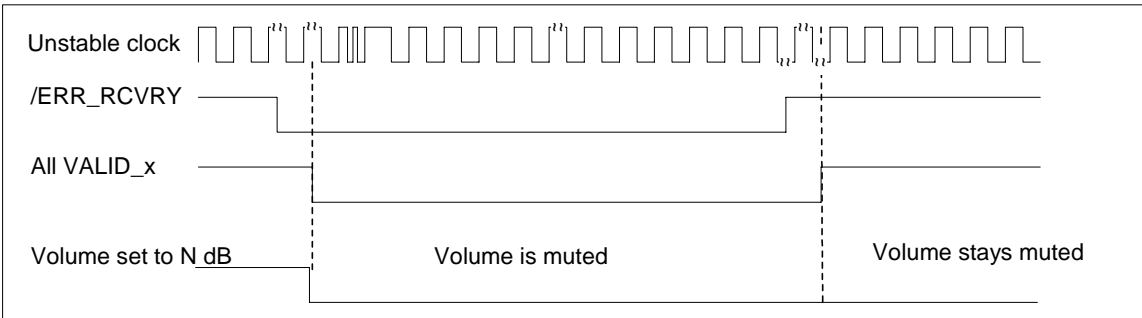 Unstable clock
/ERR_RCVRY
All VALID_x
Volume set to N dB
Volume is muted
Volume stays muted